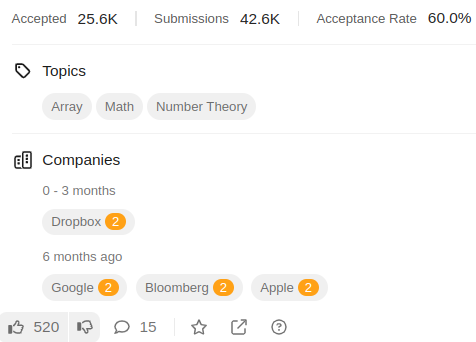 Accepted 25.6K Submissions 42.6K Acceptance Rate 60.0%
Topics
Array Math Number Theory
Companies
0 - 3 months
Dropbox 2
6 months ago
Google 2 Bloomberg 2 Apple 2
520 15